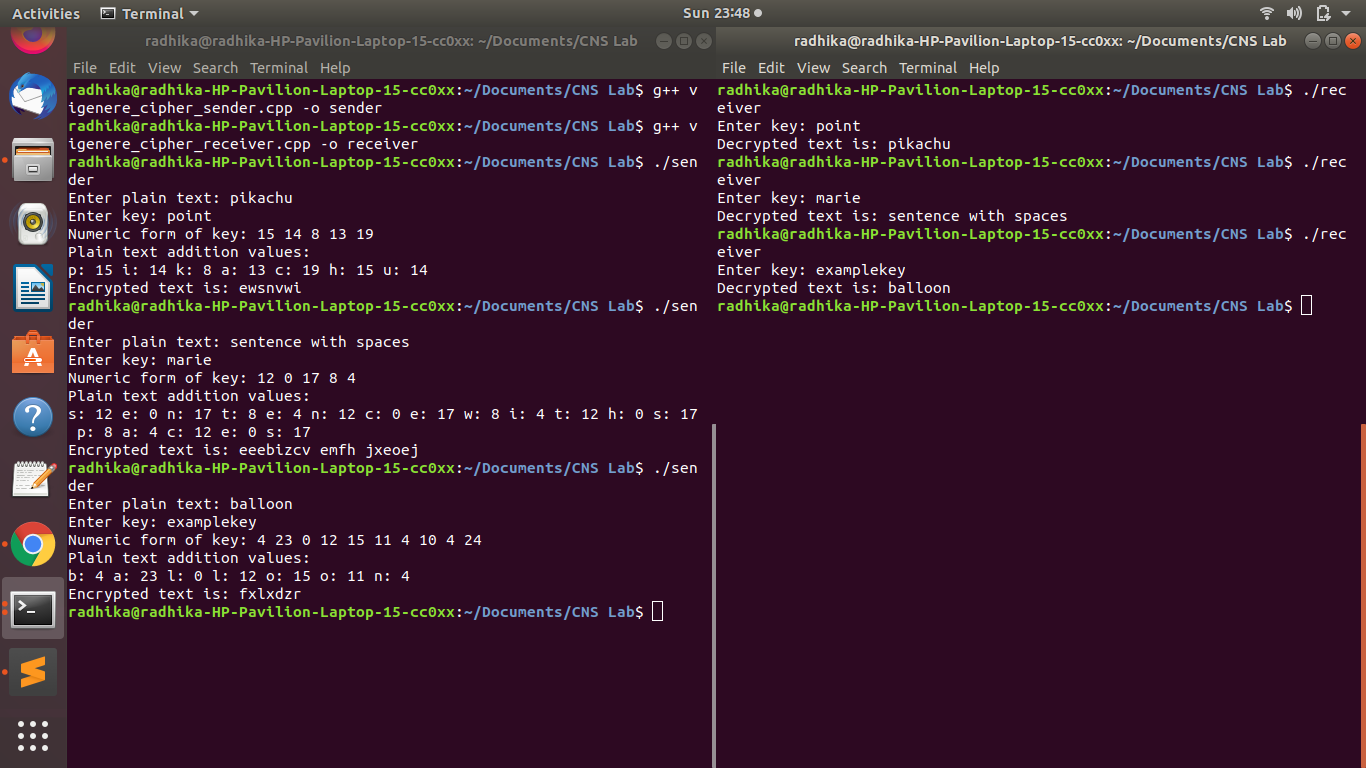 Activities Terminal Sun 23:48
radhika@radhika-HP-Pavilion-Laptop-15-cc0xx: ~/Documents/CNS Lab
File Edit View Search Terminal Help
radhika@radhika-HP-Pavilion-Laptop-15-cc0xx:~/Documents/CNS Lab$ g++ v
igenere_cipher_sender.cpp -o sender
radhika@radhika-HP-Pavilion-Laptop-15-cc0xx:~/Documents/CNS Lab$ g++ v
igenere_cipher_receiver.cpp -o receiver
radhika@radhika-HP-Pavilion-Laptop-15-cc0xx:~/Documents/CNS Lab$ ./sen
der
Enter plain text: pikachu
Enter key: point
Numeric form of key: 15 14 8 13 19
Plain text addition values:
p: 15 i: 14 k: 8 a: 13 c: 19 h: 15 u: 14
Encrypted text is: ewsnvwi
radhika@radhika-HP-Pavilion-Laptop-15-cc0xx:~/Documents/CNS Lab$ ./sen
der
Enter plain text: sentence with spaces
Enter key: marie
Numeric form of key: 12 0 17 8 4
Plain text addition values:
s: 12 e: 0 n: 17 t: 8 e: 4 n: 12 c: 0 e: 17 w: 8 i: 4 t: 12 h: 0 s: 17
 p: 8 a: 4 c: 12 e: 0 s: 17
Encrypted text is: eeebizcv emfh jxeoej
radhika@radhika-HP-Pavilion-Laptop-15-cc0xx:~/Documents/CNS Lab$ ./sen
der
Enter plain text: balloon
Enter key: examplekey
Numeric form of key: 4 23 0 12 15 11 4 10 4 24
Plain text addition values:
b: 4 a: 23 l: 0 l: 12 o: 15 o: 11 n: 4
Encrypted text is: fxlxdzr
radhika@radhika-HP-Pavilion-Laptop-15-cc0xx:~/Documents/CNS Lab$
radhika@radhika-HP-Pavilion-Laptop-15-cc0xx: ~/Documents/CNS Lab
File Edit View Search Terminal Help
radhika@radhika-HP-Pavilion-Laptop-15-cc0xx:~/Documents/CNS Lab$ ./rec
eiver
Enter key: point
Decrypted text is: pikachu
radhika@radhika-HP-Pavilion-Laptop-15-cc0xx:~/Documents/CNS Lab$ ./rec
eiver
Enter key: marie
Decrypted text is: sentence with spaces
radhika@radhika-HP-Pavilion-Laptop-15-cc0xx:~/Documents/CNS Lab$ ./rec
eiver
Enter key: examplekey
Decrypted text is: balloon
radhika@radhika-HP-Pavilion-Laptop-15-cc0xx:~/Documents/CNS Lab$